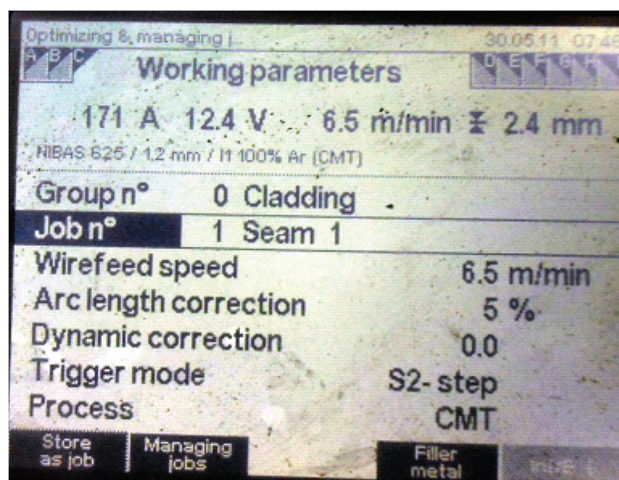 Optimizing & managing j... 30.05.11 07:46
A B C Working parameters D E F G H
171 A 12.4 V 6.5 m/min 2.4 mm
NIBAS 625 / 1.2 mm / I1 100% Ar (CMT)
Group n° 0 Cladding
Job n° 1 Seam 1
Wirefeed speed 6.5 m/min
Arc length correction 5 %
Dynamic correction 0.0
Trigger mode S2- step
Process CMT
Store as job Managing jobs Filler metal